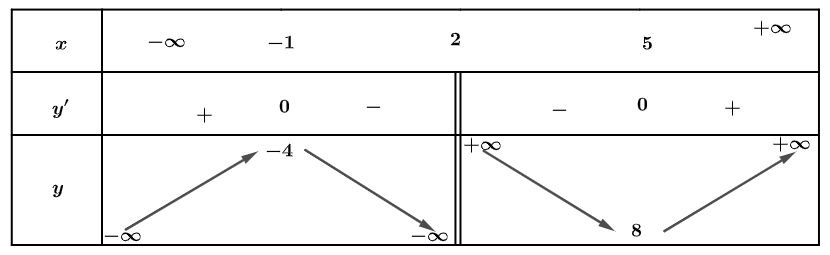 x −∞ −1 2 5 +∞
y′ + 0 − − 0 +
y −∞ −4 −∞ +∞ 8 +∞